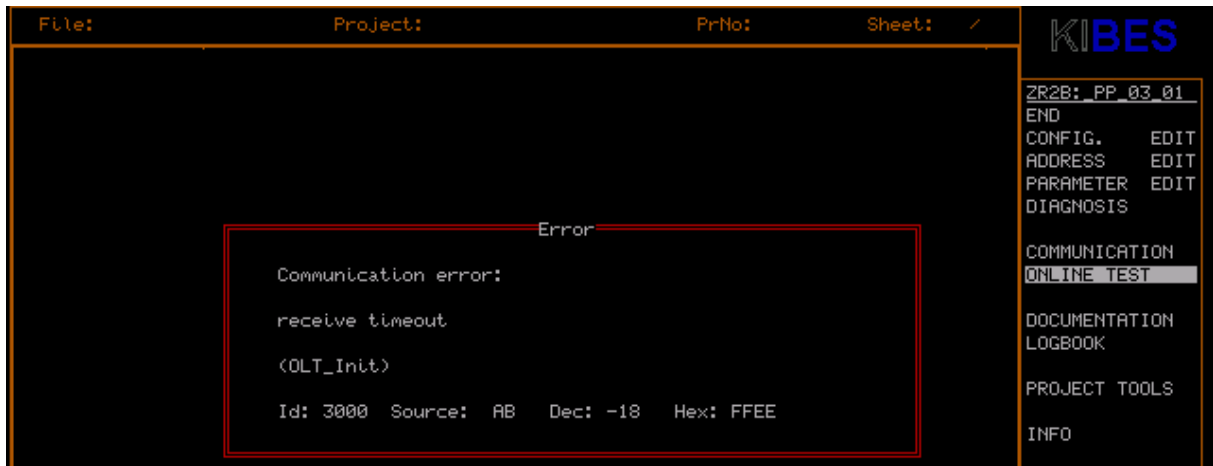 File: Project: PrNo: Sheet: /
KIBES
ZR2B:_PP_03_01_
END
CONFIG. EDIT
ADDRESS EDIT
PARAMETER EDIT
DIAGNOSIS
COMMUNICATION
ONLINE TEST
DOCUMENTATION
LOGBOOK
PROJECT TOOLS
INFO
Error
Communication error:
receive timeout
(OLT_Init)
Id: 3000 Source: AB Dec: -18 Hex: FFEE